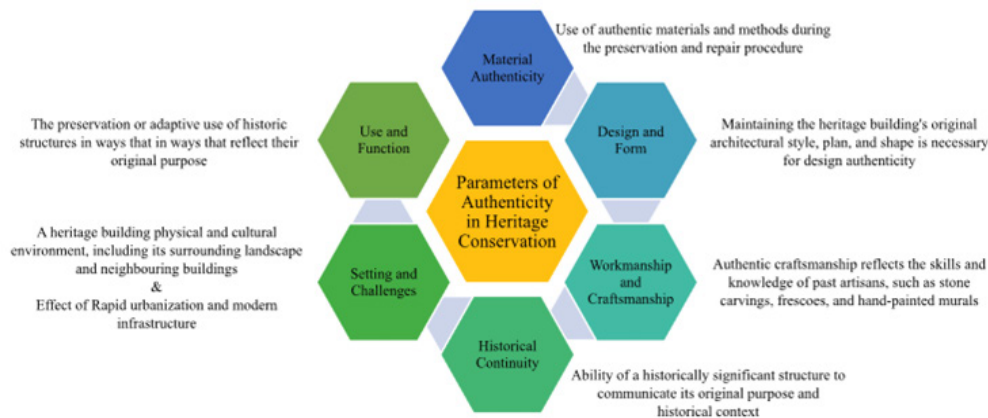 Material
Authenticity
Use of authentic materials and methods during
the preservation and repair procedure
Design and
Form
Maintaining the heritage building's original
architectural style, plan, and shape is necessary
for design authenticity
Workmanship
and
Craftsmanship
Authentic craftsmanship reflects the skills and
knowledge of past artisans, such as stone
carvings, frescoes, and hand-painted murals
Historical
Continuity
Ability of a historically significant structure to
communicate its original purpose and
historical context
Setting and
Challenges
A heritage building physical and cultural
environment, including its surrounding landscape
and neighbouring buildings
&
Effect of Rapid urbanization and modern
infrastructure
Use and
Function
The preservation or adaptive use of historic
structures in ways that in ways that reflect their
original purpose
Parameters of
Authenticity
in Heritage
Conservation